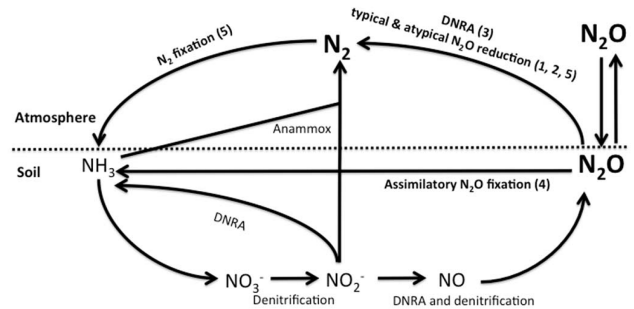 DNRA (3)
typical & atypical N₂O reduction (1, 2, 5)
N₂O
N₂ fixation (5)
N₂
Atmosphere
Anammox
Soil
NH₃
N₂O
Assimilatory N₂O fixation (4)
DNRA
NO₃⁻
NO₂⁻
NO
Denitrification
DNRA and denitrification